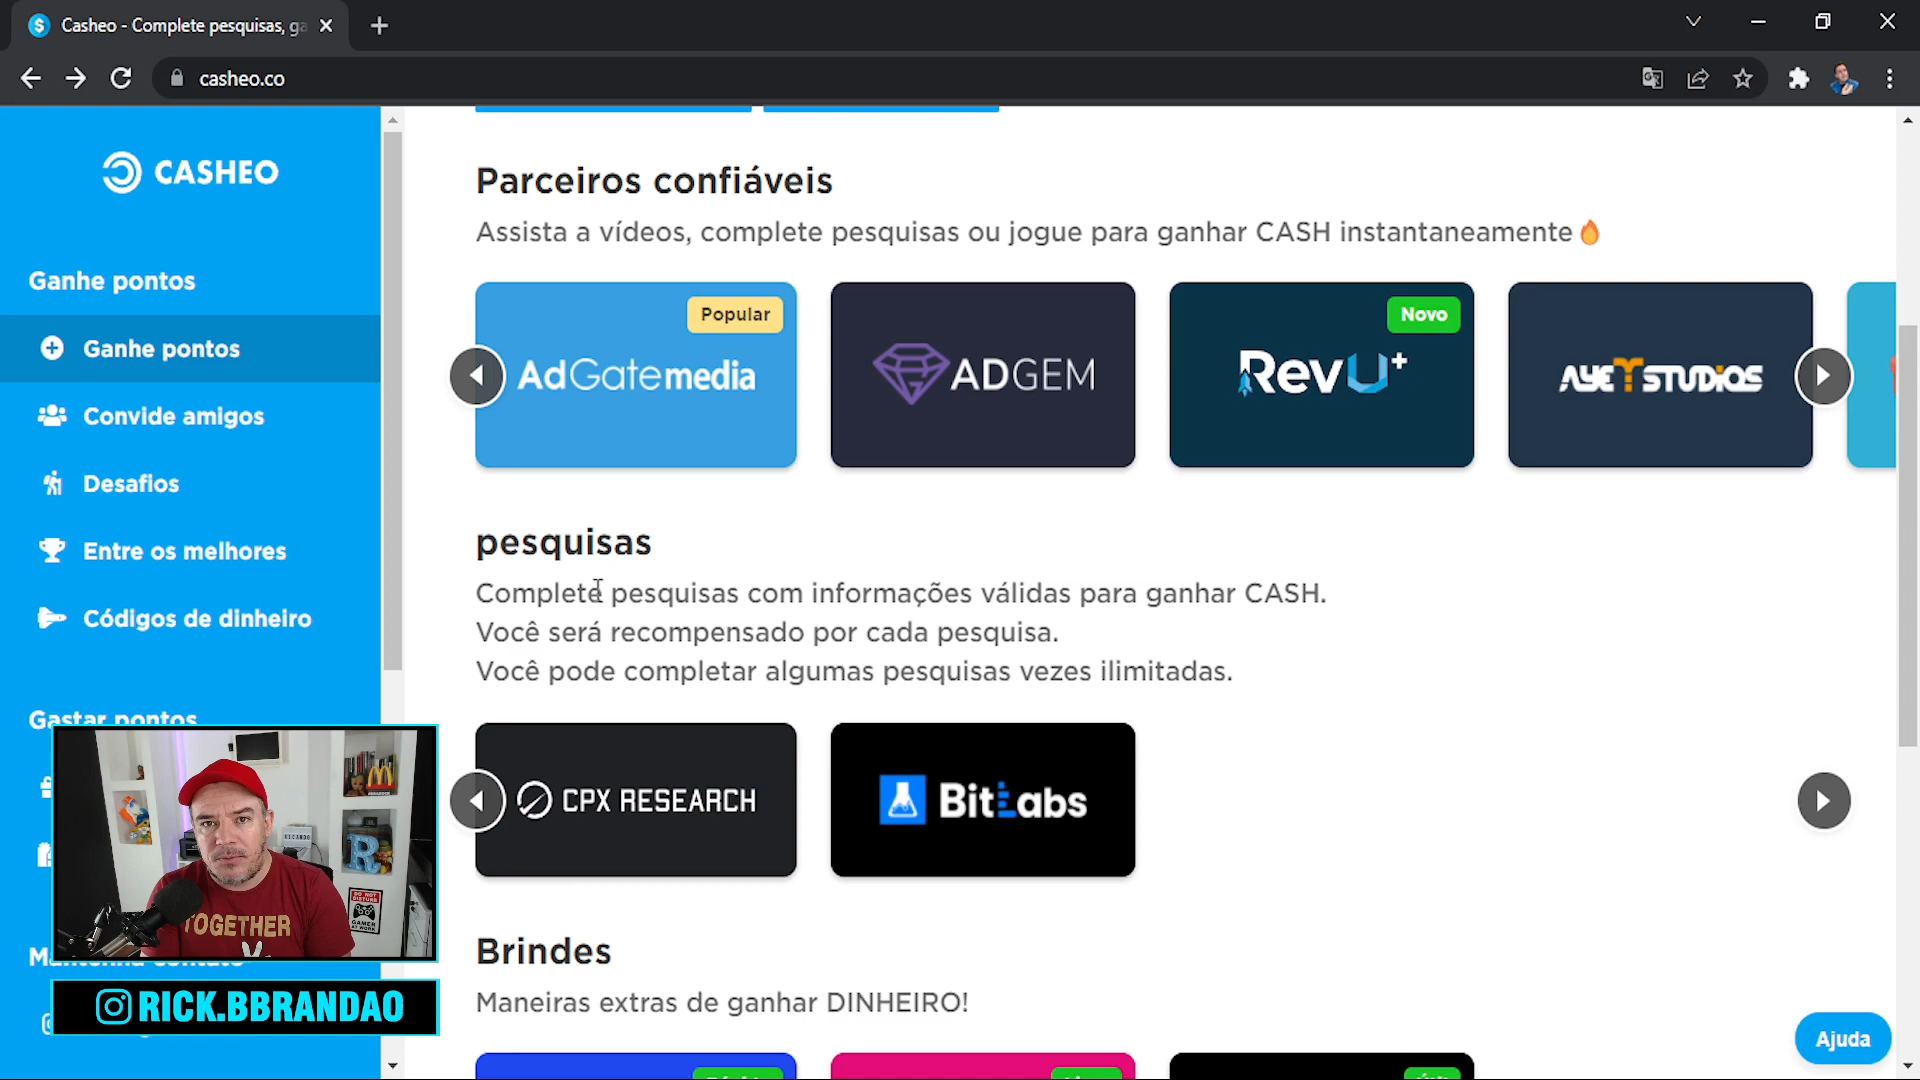 Casheo - Complete pesquisas, ga
casheo.co
CASHEO
Ganhe pontos
Ganhe pontos
Convide amigos
Desafios
Entre os melhores
Códigos de dinheiro
Gastar pontos
Parceiros confiáveis
Assista a vídeos, complete pesquisas ou jogue para ganhar CASH instantaneamente
Popular
AdGatemedia
ADGEM
Novo
RevU+
AYET STUDIOS
pesquisas
Complete pesquisas com informações válidas para ganhar CASH.
Você será recompensado por cada pesquisa.
Você pode completar algumas pesquisas vezes ilimitadas.
CPX RESEARCH
BitLabs
Brindes
Maneiras extras de ganhar DINHEIRO!
Ajuda
TOGETHER
RICK.BBRANDAO